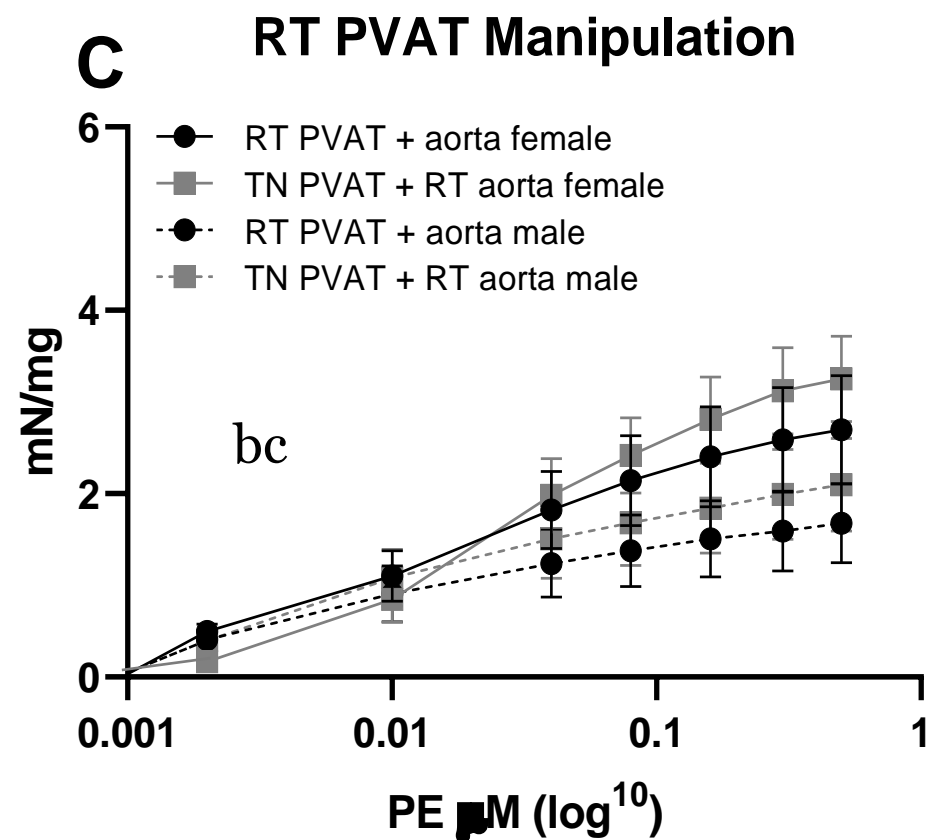 C RT PVAT Manipulation
RT PVAT + aorta female
TN PVAT + RT aorta female
RT PVAT + aorta male
TN PVAT + RT aorta male
6
4
2
0
mN/mg
bc
0.001 0.01 0.1 1
PE μM (log10)